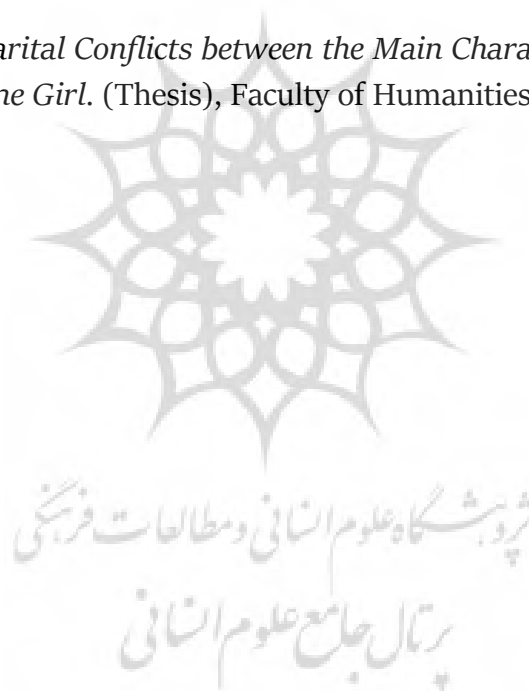 arital Conflicts between the Main Chara
ne Girl. (Thesis), Faculty of Humanities
پژوهشگاه علوم انسانی و مطالعات فرهنگی
پرتال جامع علوم انسانی